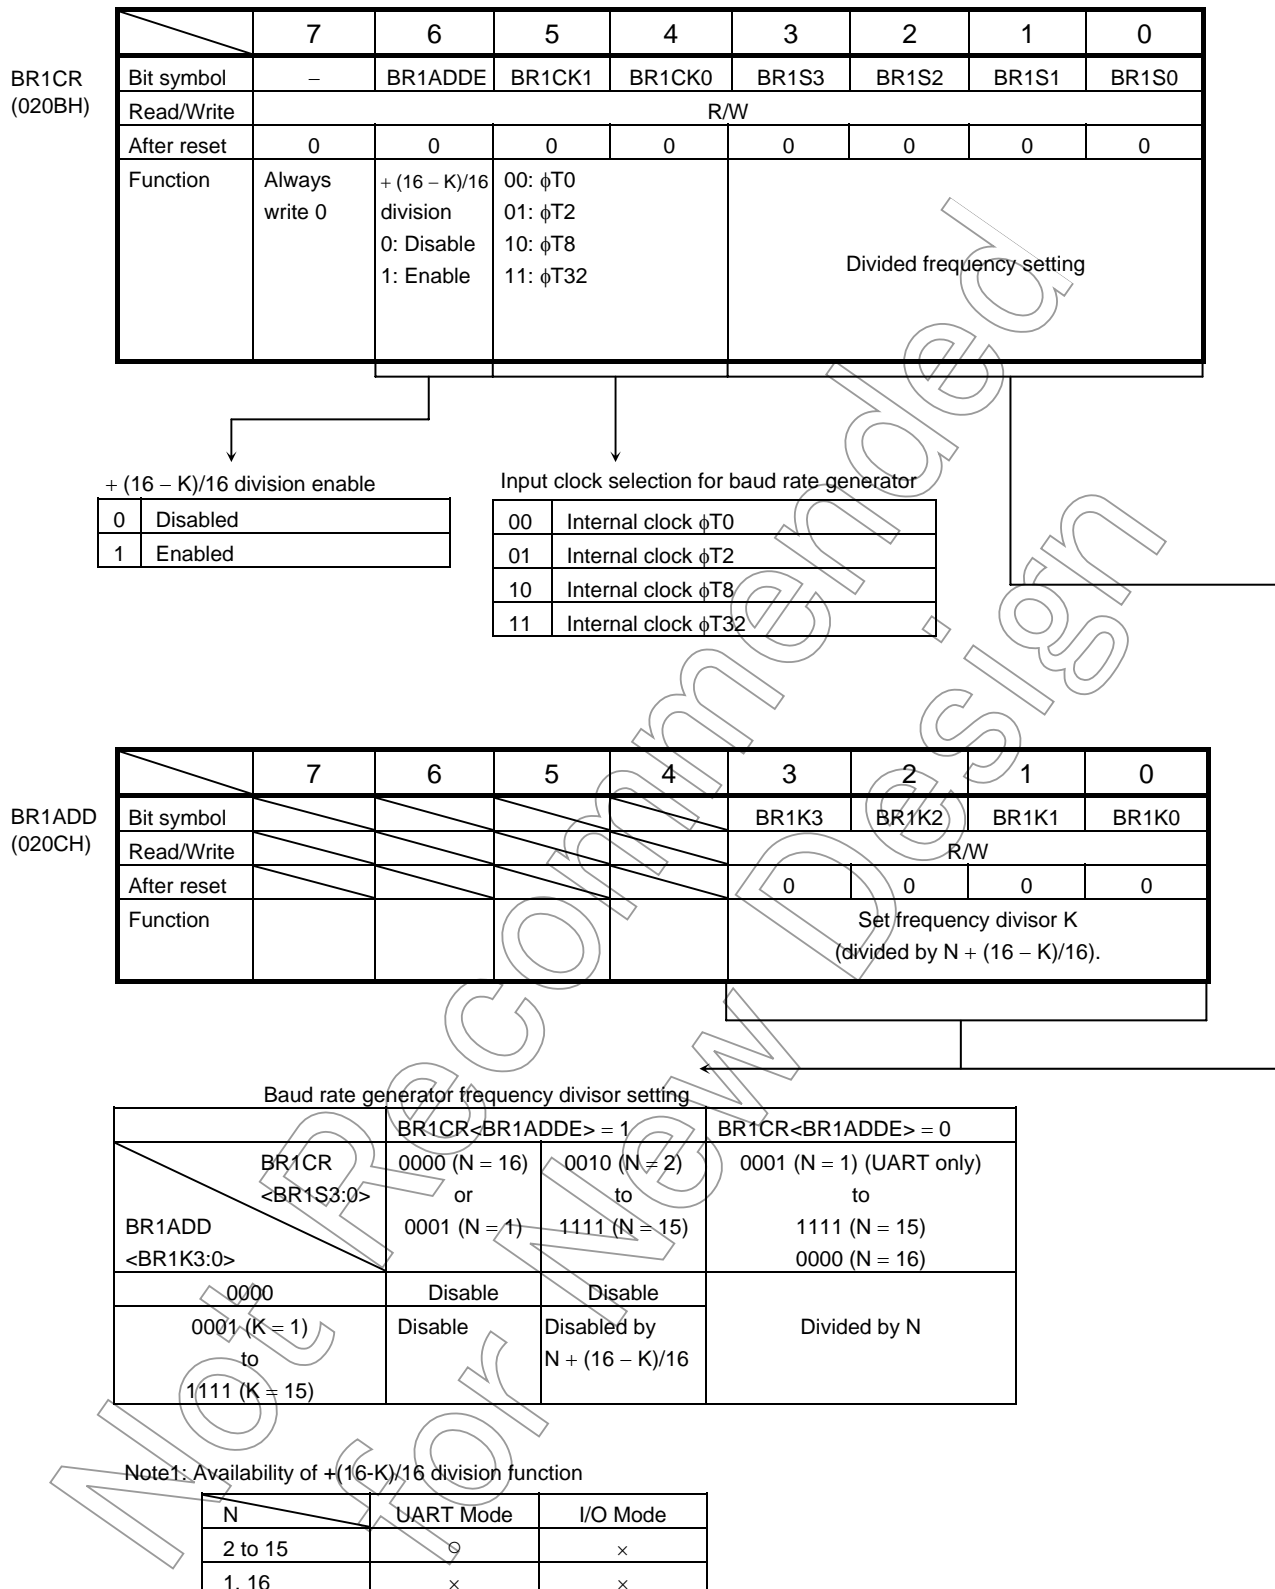 7 6 5 4 3 2 1 0
BR1CR (020BH)
Bit symbol – BR1ADDE BR1CK1 BR1CK0 BR1S3 BR1S2 BR1S1 BR1S0
Read/Write R/W
After reset 0 0 0 0 0 0 0 0
Function Always write 0 + (16 − K)/16 division 0: Disable 1: Enable 00: ϕT0 01: ϕT2 10: ϕT8 11: ϕT32 Divided frequency setting
+ (16 − K)/16 division enable
0 Disabled
1 Enabled
Input clock selection for baud rate generator
00 Internal clock ϕT0
01 Internal clock ϕT2
10 Internal clock ϕT8
11 Internal clock ϕT32
7 6 5 4 3 2 1 0
BR1ADD (020CH)
Bit symbol BR1K3 BR1K2 BR1K1 BR1K0
Read/Write R/W
After reset 0 0 0 0
Function Set frequency divisor K (divided by N + (16 − K)/16).
Baud rate generator frequency divisor setting
BR1CR<BR1ADDE> = 1 BR1CR<BR1ADDE> = 0
BR1CR <BR1S3:0> BR1ADD <BR1K3:0> 0000 (N = 16) or 0001 (N = 1) 0010 (N = 2) to 1111 (N = 15) 0001 (N = 1) (UART only) to 1111 (N = 15) 0000 (N = 16)
0000 Disable Disable
0001 (K = 1) to 1111 (K = 15) Disable Disabled by N + (16 − K)/16 Divided by N
Note1: Availability of +(16-K)/16 division function
N UART Mode I/O Mode
2 to 15 ○ ×
1, 16 × ×
Not Recommended
for New Design